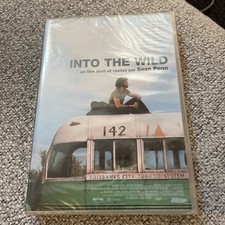 INTO THE WILD
un film écrit et réalisé par Sean Penn
142
FAIRBANKS CITY TRANSIT SYSTEM